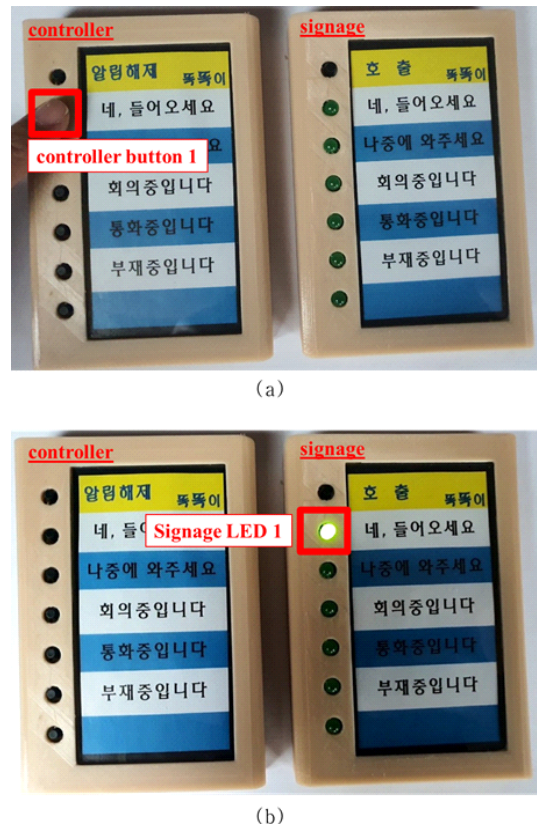 controller
signage
알림해제 똑똑이
호 출 똑똑이
네, 들어오세요
네, 들어오세요
controller button 1
나중에 와주세요
회의중입니다
회의중입니다
통화중입니다
통화중입니다
부재중입니다
부재중입니다
(a)
controller
signage
알림해제 똑똑이
호 출 똑똑이
네, 들
Signage LED 1
네, 들어오세요
나중에 와주세요
나중에 와주세요
회의중입니다
회의중입니다
통화중입니다
통화중입니다
부재중입니다
부재중입니다
(b)